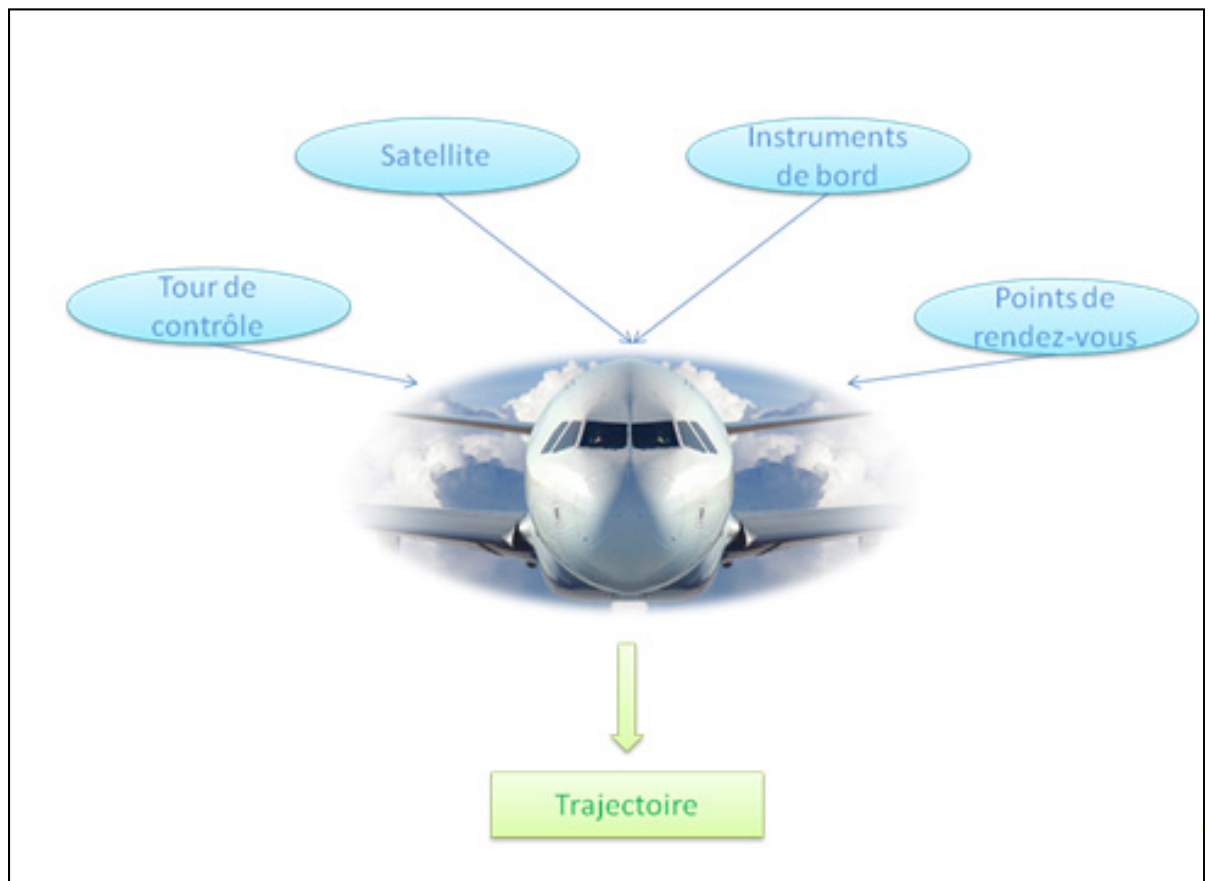 Satellite
Instruments
de bord
Tour de
contrôle
Points de
rendez-vous
Trajectoire